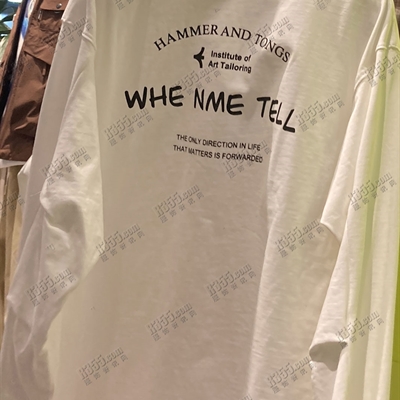 HAMMER AND TONGS
Institute of
Art Tailoring
WHE NME TELL
THE ONLY DIRECTION IN LIFE
THAT MATTERS IS FORWARDED